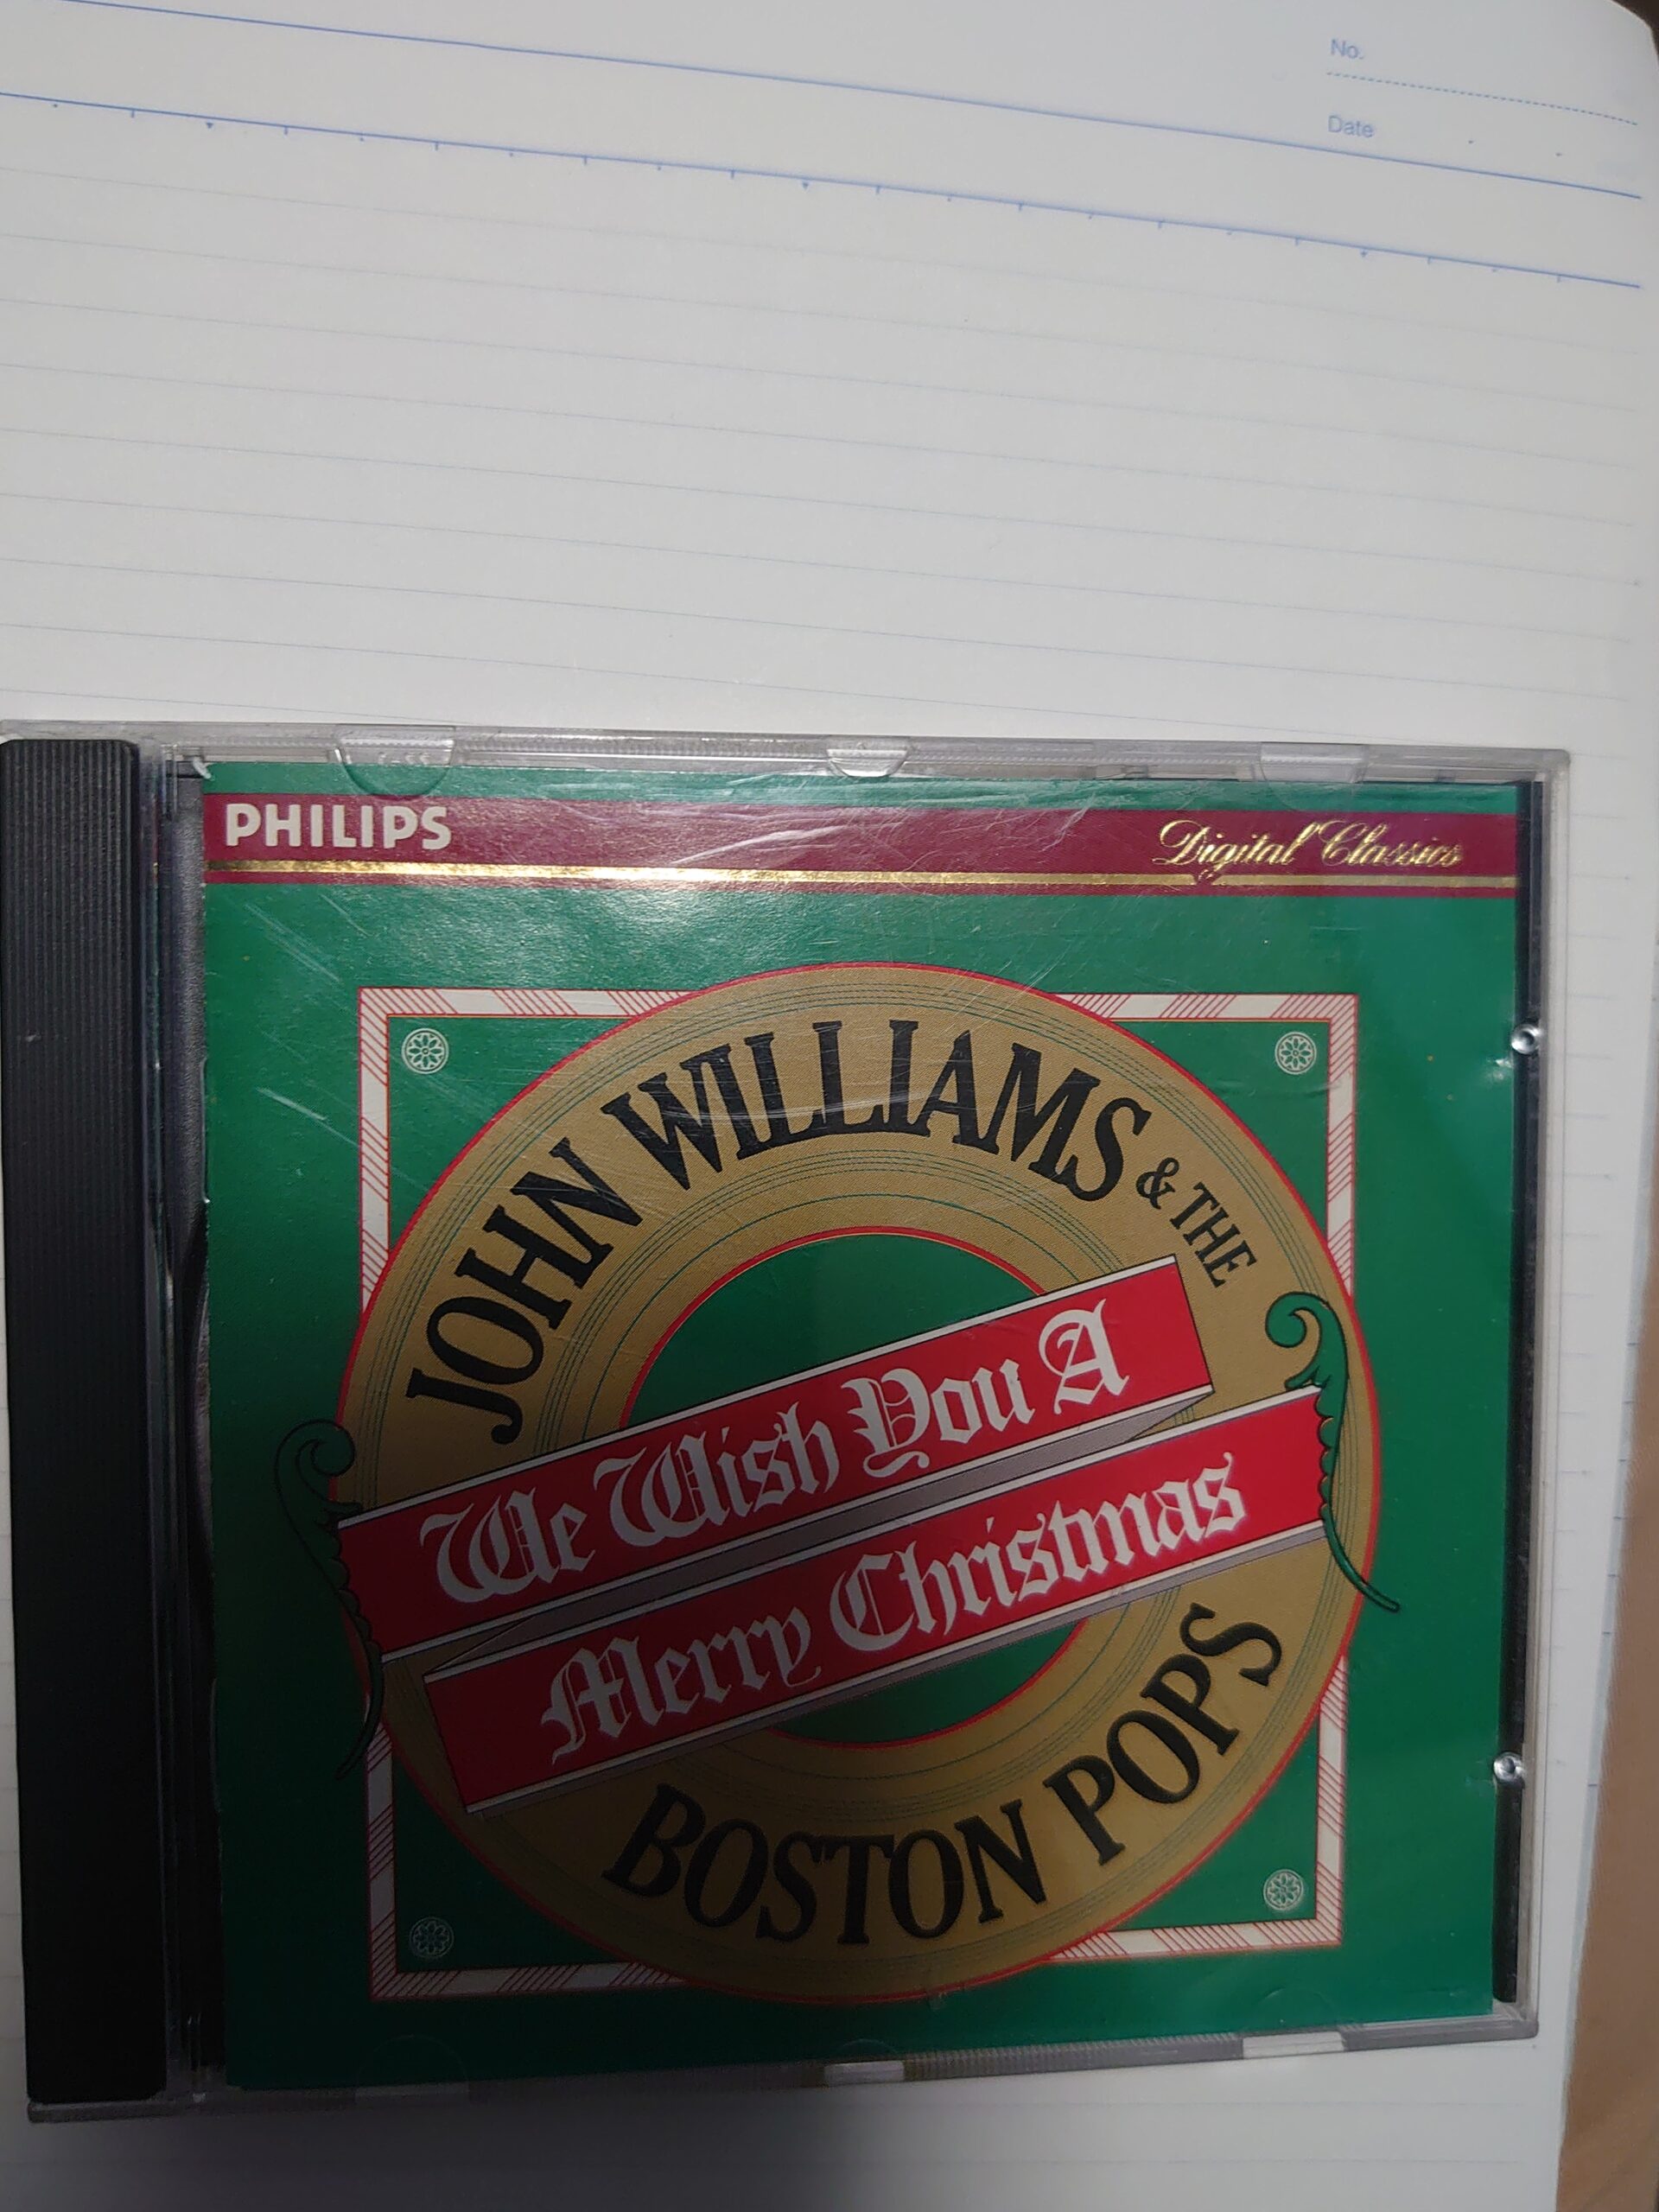 No.
Date
PHILIPS
Digital Classics
JOHN WILLIAMS & THE
We Wish You A
Merry Christmas
BOSTON POPS